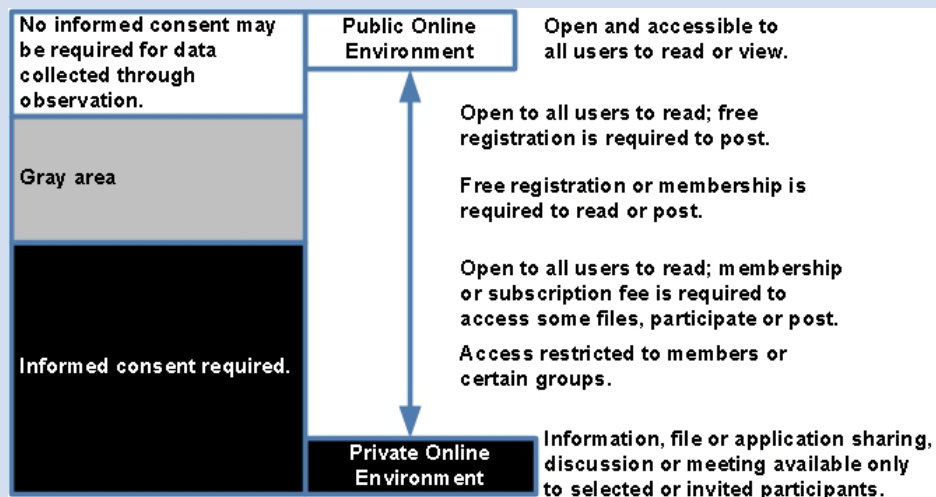 No informed consent may
be required for data
collected through
observation.
Public Online
Environment
Open and accessible to
all users to read or view.
Open to all users to read; free
registration is required to post.
Gray area
Free registration or membership is
required to read or post.
Open to all users to read; membership
or subscription fee is required to
access some files, participate or post.
Informed consent required.
Access restricted to members or
certain groups.
Private Online
Environment
Information, file or application sharing,
discussion or meeting available only
to selected or invited participants.